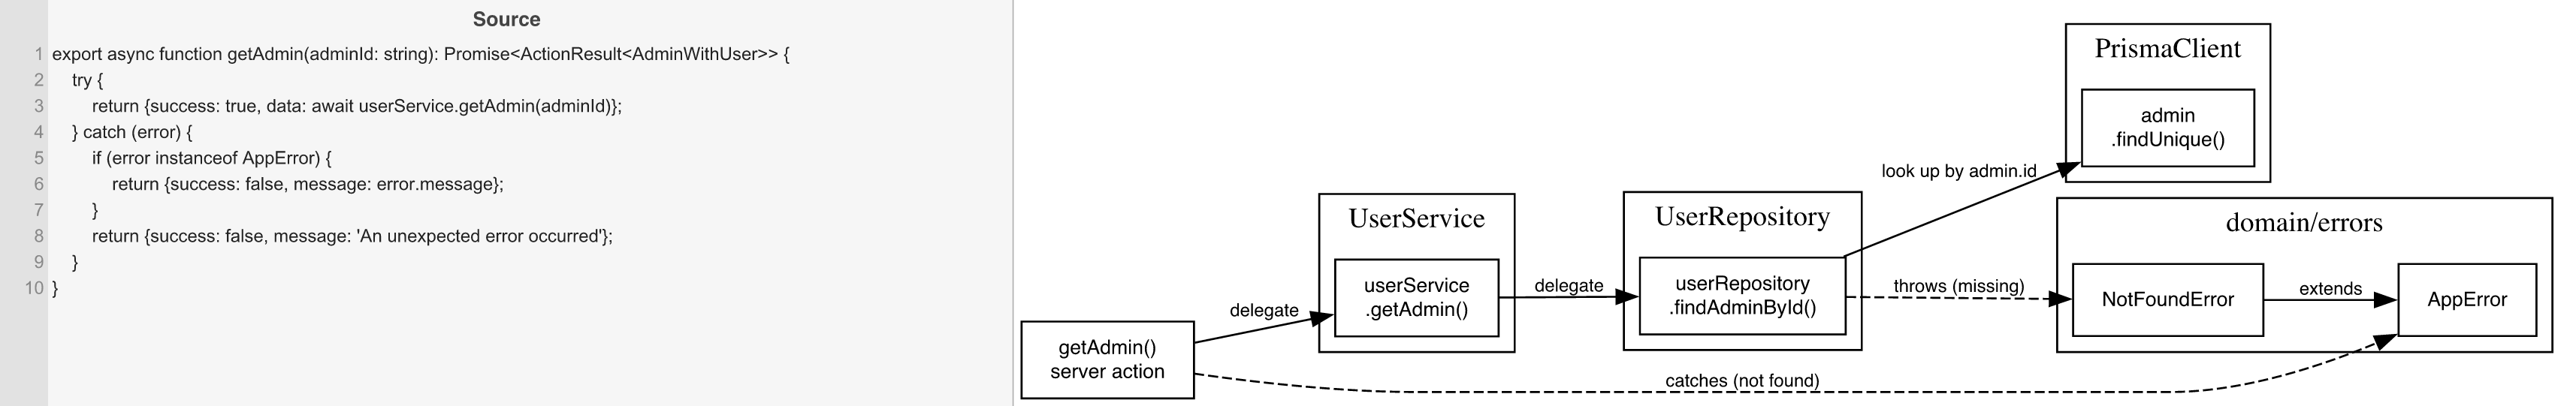 Source
1 export async function getAdmin(adminId: string): Promise<ActionResult<AdminWithUser>> {
2 try {
3 return {success: true, data: await userService.getAdmin(adminId)};
4 } catch (error) {
5 if (error instanceof AppError) {
6 return {success: false, message: error.message};
7 }
8 return {success: false, message: 'An unexpected error occurred'};
9 }
10 }
PrismaClient
admin
.findUnique()
look up by admin.id
UserService
userService
.getAdmin()
delegate
UserRepository
userRepository
.findAdminById()
throws (missing)
domain/errors
NotFoundError
extends
AppError
delegate
getAdmin()
server action
catches (not found)